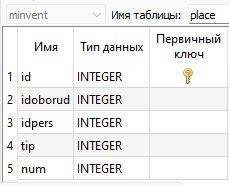 minvent Имя таблицы: place
Имя Тип данных Первичный ключ
1 id INTEGER
2 idoborud INTEGER
3 idpers INTEGER
4 tip INTEGER
5 num INTEGER